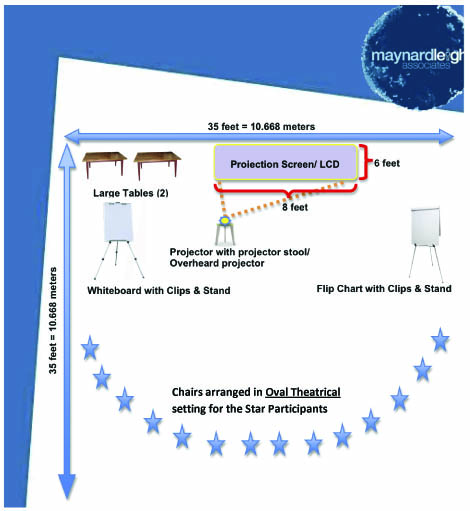 maynardleigh
associates
35 feet = 10.668 meters
Projection Screen/ LCD
6 feet
Large Tables (2)
8 feet
Projector with projector stool/
Overheard projector
Whiteboard with Clips & Stand
Flip Chart with Clips & Stand
35 feet = 10.668 meters
Chairs arranged in Oval Theatrical
setting for the Star Participants